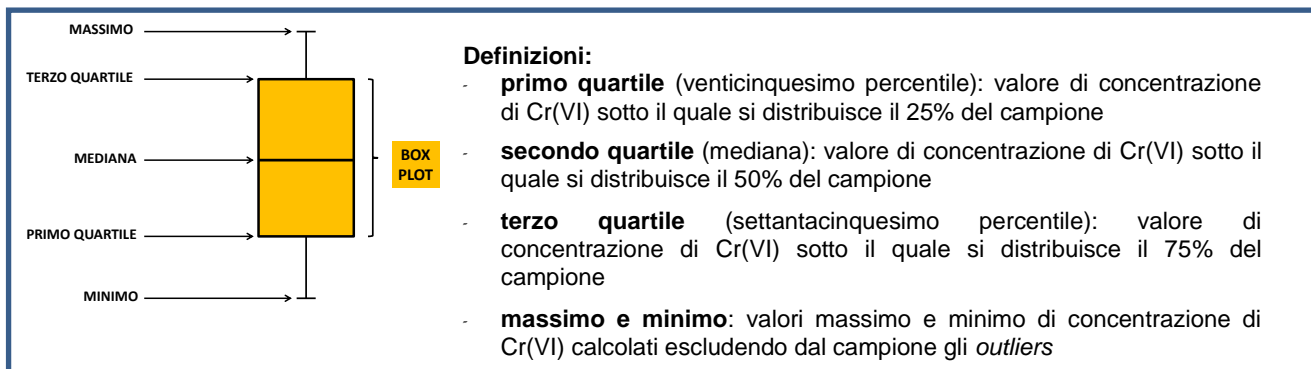 MASSIMO
TERZO QUARTILE
MEDIANA
PRIMO QUARTILE
MINIMO
BOX
PLOT
Definizioni:
- primo quartile (venticinquesimo percentile): valore di concentrazione
di Cr(VI) sotto il quale si distribuisce il 25% del campione
- secondo quartile (mediana): valore di concentrazione di Cr(VI) sotto il
quale si distribuisce il 50% del campione
- terzo quartile (settantacinquesimo percentile): valore di
concentrazione di Cr(VI) sotto il quale si distribuisce il 75% del
campione
- massimo e minimo: valori massimo e minimo di concentrazione di
Cr(VI) calcolati escludendo dal campione gli outliers